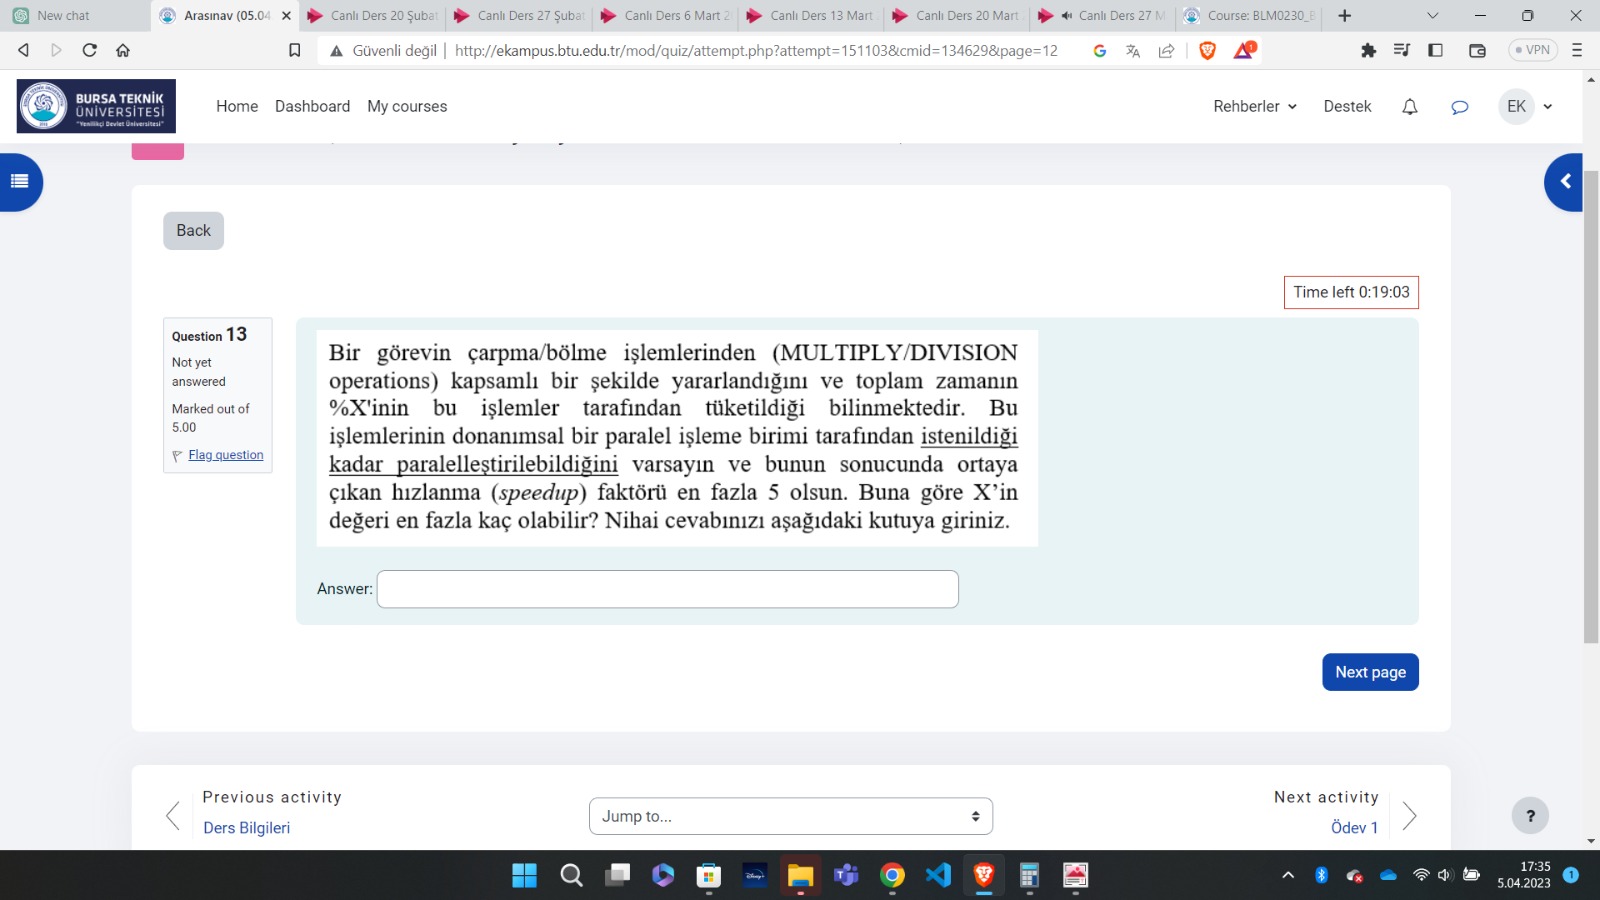 New chat
Arasınav (05.04
Canlı Ders 20 Şubat
Canlı Ders 27 Şubat
Canlı Ders 6 Mart 2
Canlı Ders 13 Mart
Canlı Ders 20 Mart
Canlı Ders 27 M
Course: BLM0230_B
Güvenli değil
http://ekampus.btu.edu.tr/mod/quiz/attempt.php?attempt=151103&cmid=134629&page=12
VPN
BURSA TEKNİK
ÜNİVERSİTESİ
"Yenilikçi Devlet Üniversitesi"
Home
Dashboard
My courses
Rehberler
Destek
EK
Back
Time left 0:19:03
Question 13
Not yet
answered
Marked out of
5.00
Flag question
Bir görevin çarpma/bölme işlemlerinden (MULTIPLY/DIVISION
operations) kapsamlı bir şekilde yararlandığını ve toplam zamanın
%X'inin bu işlemler tarafından tüketildiği bilinmektedir. Bu
işlemlerinin donanımsal bir paralel işleme birimi tarafından istenildiği
kadar paralelleştirilebildiğini varsayın ve bunun sonucunda ortaya
çıkan hızlanma (speedup) faktörü en fazla 5 olsun. Buna göre X’in
değeri en fazla kaç olabilir? Nihai cevabınızı aşağıdaki kutuya giriniz.
Answer:
Next page
Previous activity
Ders Bilgileri
Jump to...
Next activity
Ödev 1
?
17:35
5.04.2023
1